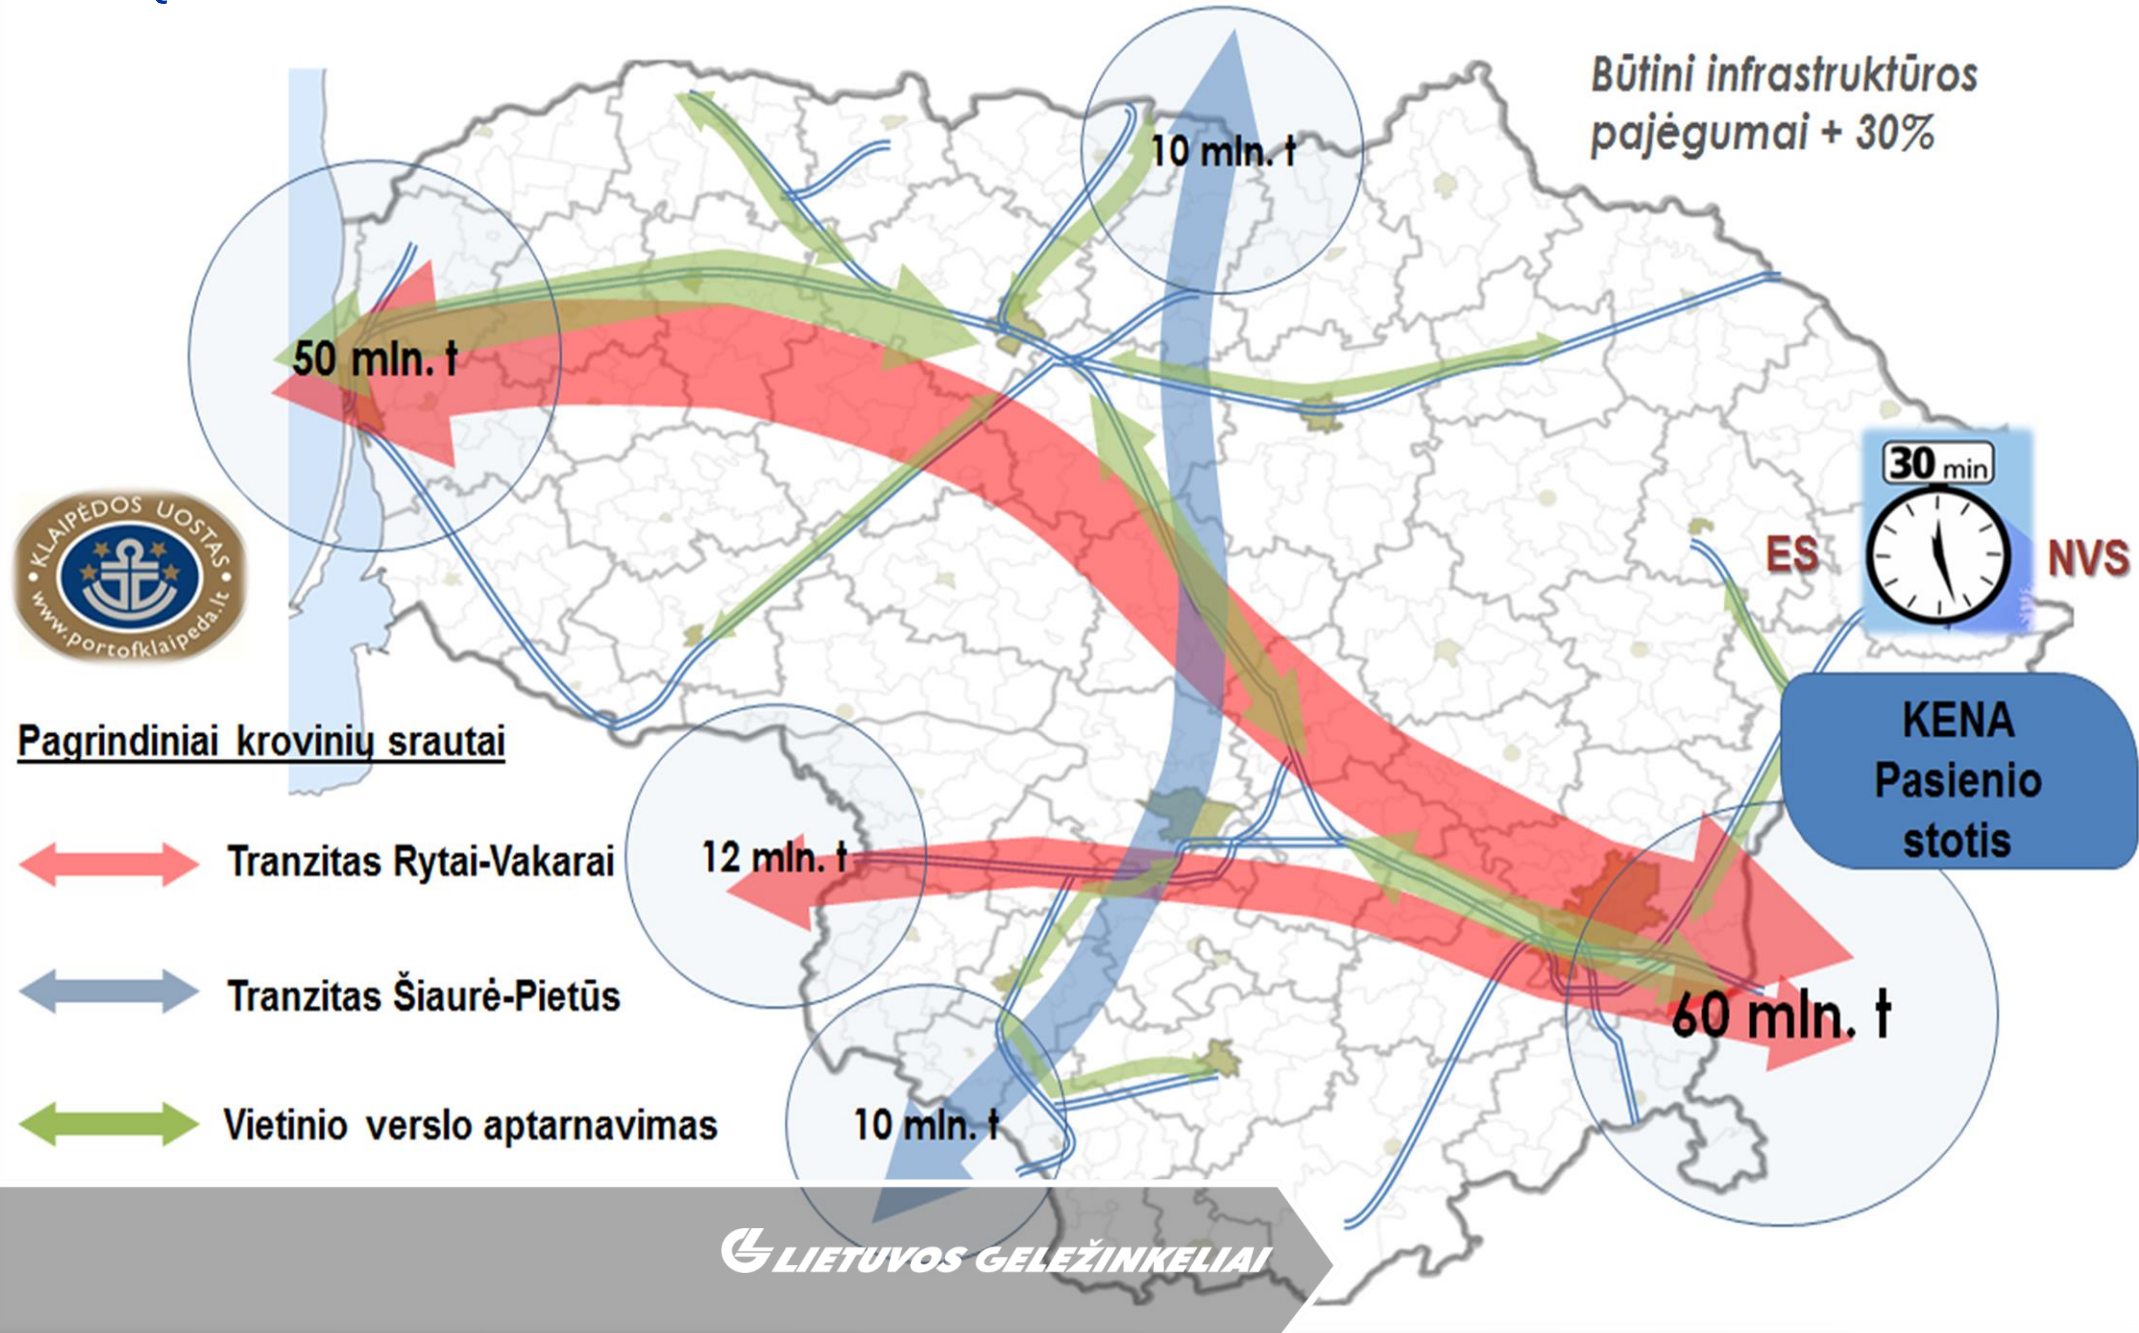 Būtini infrastruktūros
pajėgumai + 30%
10 mln. t
50 mln. t
30 min
ES
NVS
KLAIPĖDOS UOSTAS
www.portofklaipeda.lt
KENA
Pasienio
stotis
Pagrindiniai krovinių srautai
Tranzitas Rytai-Vakarai
12 mln. t
Tranzitas Šiaurė-Pietūs
60 mln. t
Vietinio verslo aptarnavimas
10 mln. t
LIETUVOS GELEŽINKELIAI